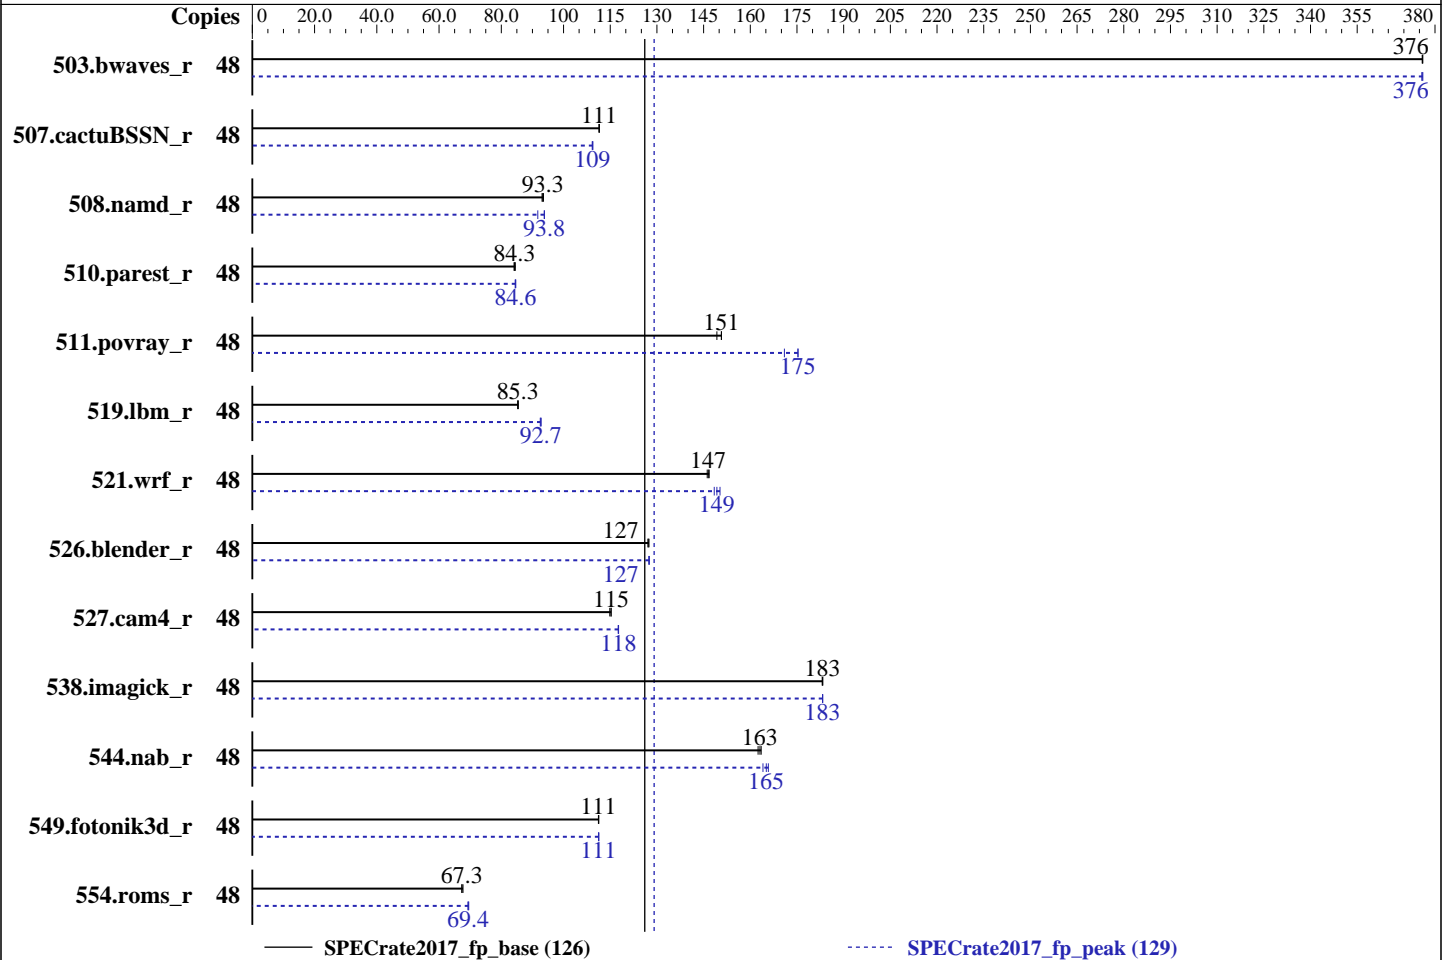 Copies 0 20.0 40.0 60.0 80.0 100 115 130 145 160 175 190 205 220 235 250 265 280 295 310 325 340 355 380
376
503.bwaves_r 48
376
111
507.cactuBSSN_r 48
109
93.3
508.namd_r 48
93.8
84.3
510.parest_r 48
84.6
151
511.povray_r 48
175
85.3
519.lbm_r 48
92.7
147
521.wrf_r 48
149
127
526.blender_r 48
127
115
527.cam4_r 48
118
183
538.imagick_r 48
183
163
544.nab_r 48
165
111
549.fotonik3d_r 48
111
67.3
554.roms_r 48
69.4
SPECrate2017_fp_base (126) SPECrate2017_fp_peak (129)